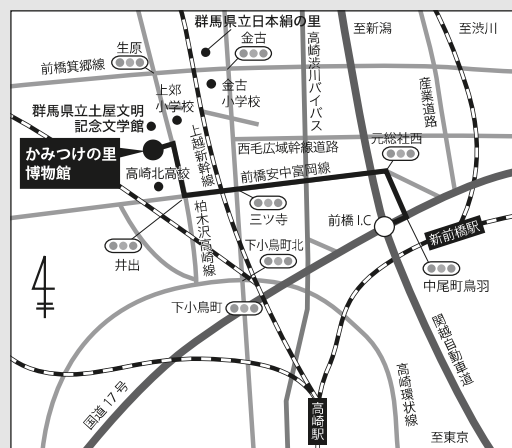 群馬県立日本絹の里
至新潟
至渋川
生原
金古
前橋箕郷線
高崎渋川バイパス
産業道路
金古
小学校
上郊
小学校
群馬県立土屋文明
記念文学館
上越新幹線
元総社西
西毛広域幹線道路
かみつけの里
博物館
前橋安中富岡線
高崎北高校
柏木沢高崎線
三ツ寺
前橋I.C
新前橋駅
井出
下小鳥町北
中尾町鳥羽
下小鳥町
関越自動車道
国道17号
高崎駅
高崎環状線
至東京